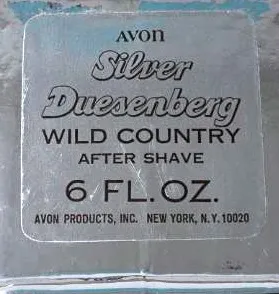 AVON
Silver
Duesenberg
WILD COUNTRY
AFTER SHAVE
6 FL. OZ.
AVON PRODUCTS, INC. NEW YORK, N.Y. 10020